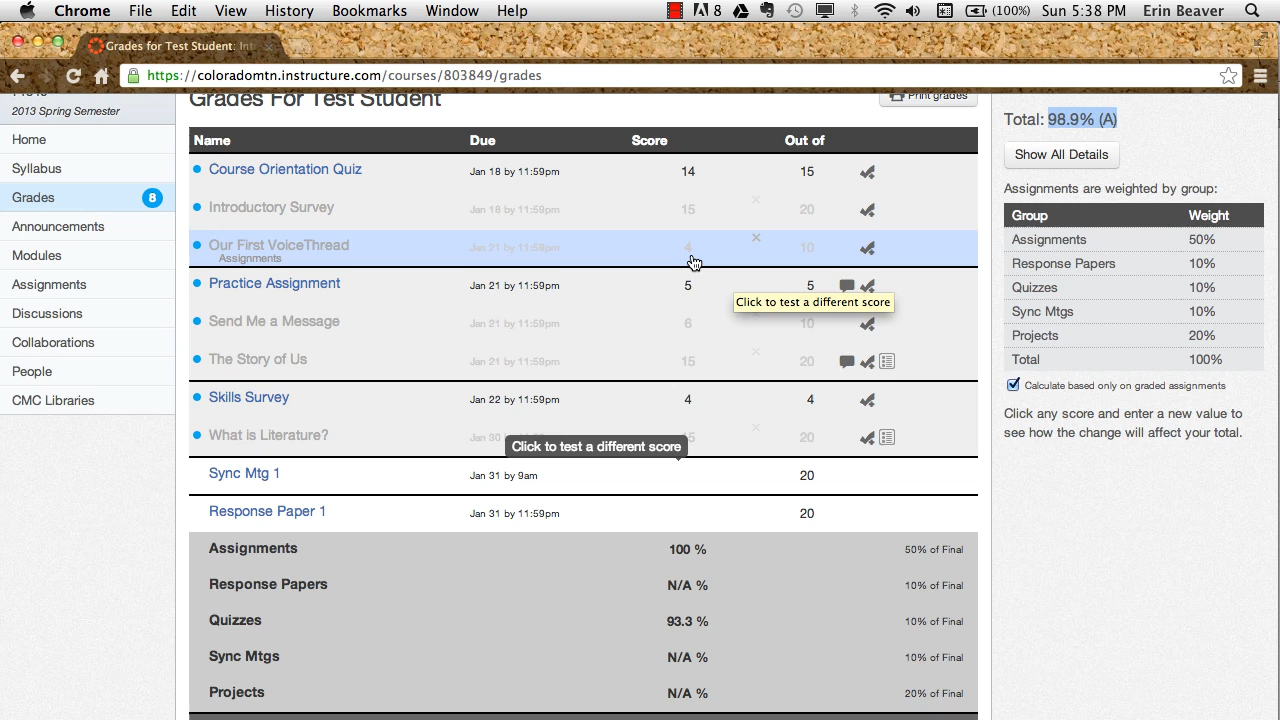 Chrome File Edit View History Bookmarks Window Help 8 (100%) Sun 5:38 PM Erin Beaver
Grades for Test Student: Int
https://coloradomtn.instructure.com/courses/803849/grades
2013 Spring Semester
Home
Syllabus
Grades 8
Announcements
Modules
Assignments
Discussions
Collaborations
People
CMC Libraries
Grades For Test Student
Print grades
Name Due Score Out of
Course Orientation Quiz Jan 18 by 11:59pm 14 15
Introductory Survey Jan 18 by 11:59pm 15 × 20
Our First VoiceThread Jan 21 by 11:59pm 4 × 10
Assignments
Practice Assignment Jan 21 by 11:59pm 5 5
Click to test a different score
Send Me a Message Jan 21 by 11:59pm 6 10
The Story of Us Jan 21 by 11:59pm 15 × 20
Skills Survey Jan 22 by 11:59pm 4 4
What is Literature? Jan 30 × 20
Click to test a different score
Sync Mtg 1 Jan 31 by 9am 20
Response Paper 1 Jan 31 by 11:59pm 20
Assignments 100 % 50% of Final
Response Papers N/A % 10% of Final
Quizzes 93.3 % 10% of Final
Sync Mtgs N/A % 10% of Final
Projects N/A % 20% of Final
Total: 98.9% (A)
Show All Details
Assignments are weighted by group:
Group Weight
Assignments 50%
Response Papers 10%
Quizzes 10%
Sync Mtgs 10%
Projects 20%
Total 100%
Calculate based only on graded assignments
Click any score and enter a new value to
see how the change will affect your total.